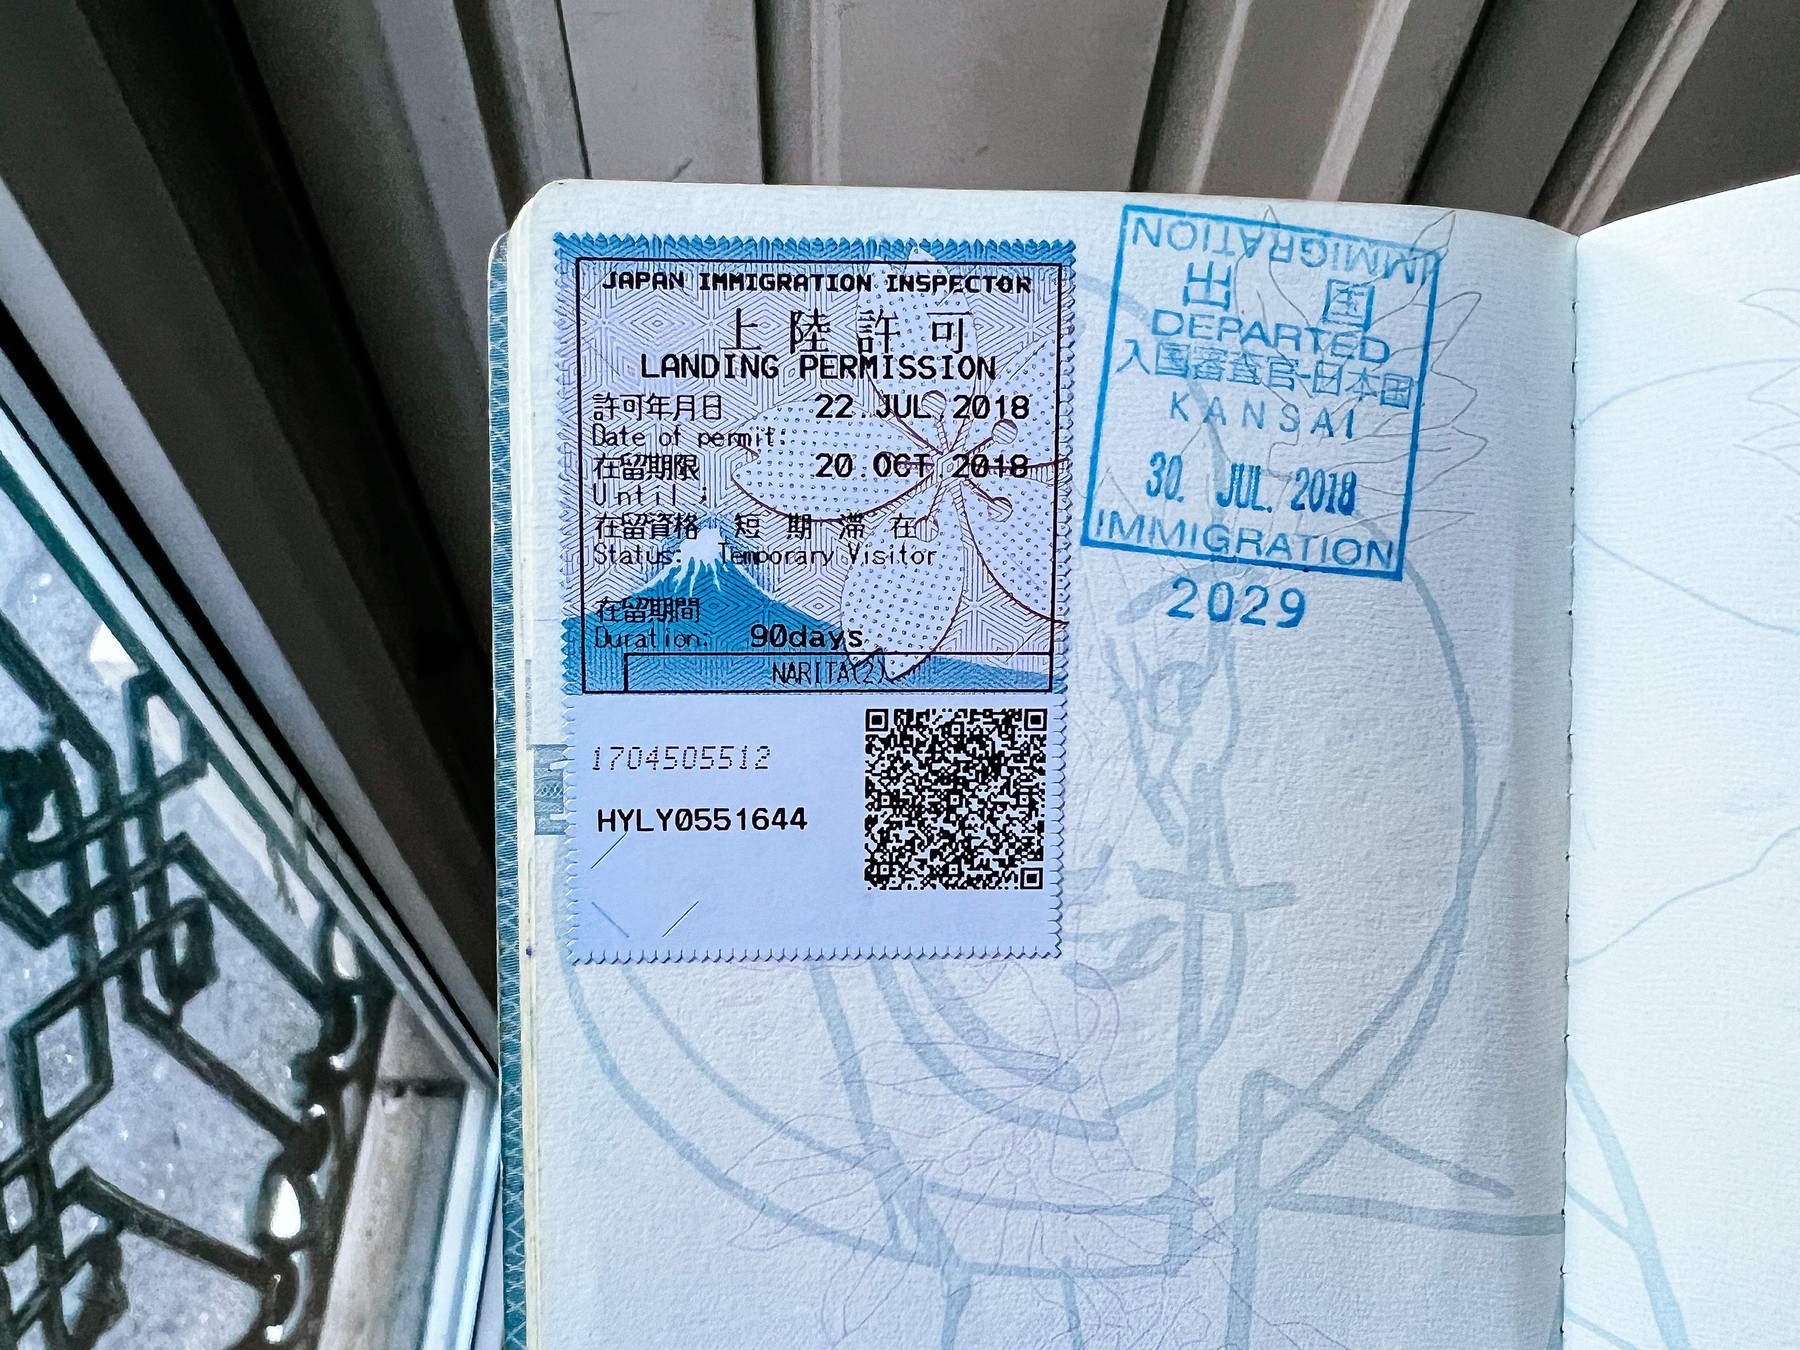 JAPAN IMMIGRATION INSPECTOR
上陸許可
LANDING PERMISSION
許可年月日 22.JUL.2018
Date of permit:
在留期限 20.OCT.2018
Until:
在留資格 短期滞在
Status: Temporary Visitor
在留期間
Duration: 90days
NARITA(2)
1704505512
HYLY0551644
IMMIGRATION
出国
DEPARTED
入国審査官-日本国
KANSAI
30. JUL. 2018
IMMIGRATION
2029